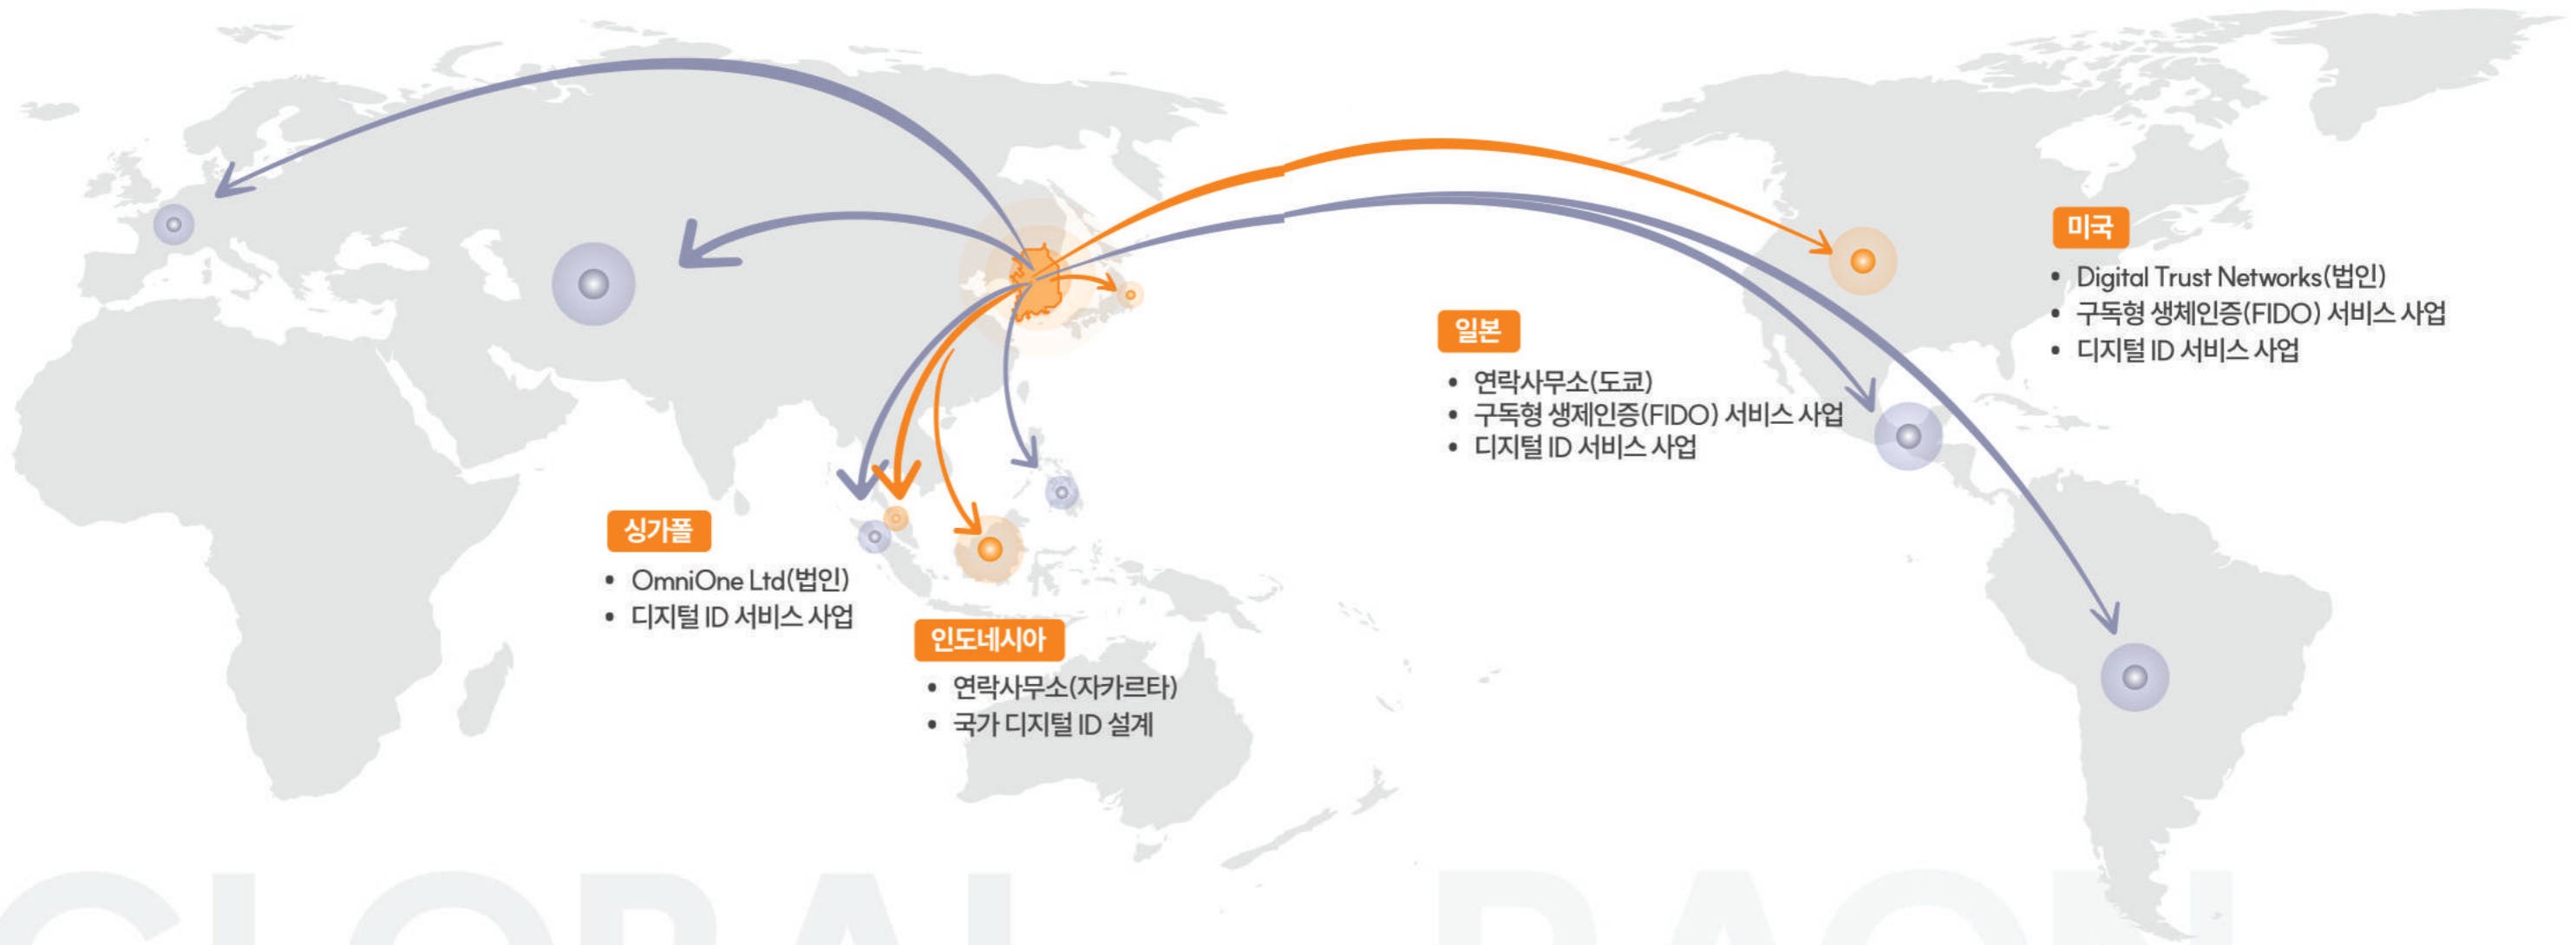 미국
• Digital Trust Networks(법인)
• 구독형 생체인증(FIDO) 서비스 사업
• 디지털 ID 서비스 사업
일본
• 연락사무소(도쿄)
• 구독형 생제인증(FIDO) 서비스 사업
• 디지털 ID 서비스 사업
싱가폴
• OmniOne Ltd(법인)
• 디지털 ID 서비스 사업
인도네시아
• 연락사무소(자카르타)
• 국가 디지털 ID 설계
GLOBAL RAON